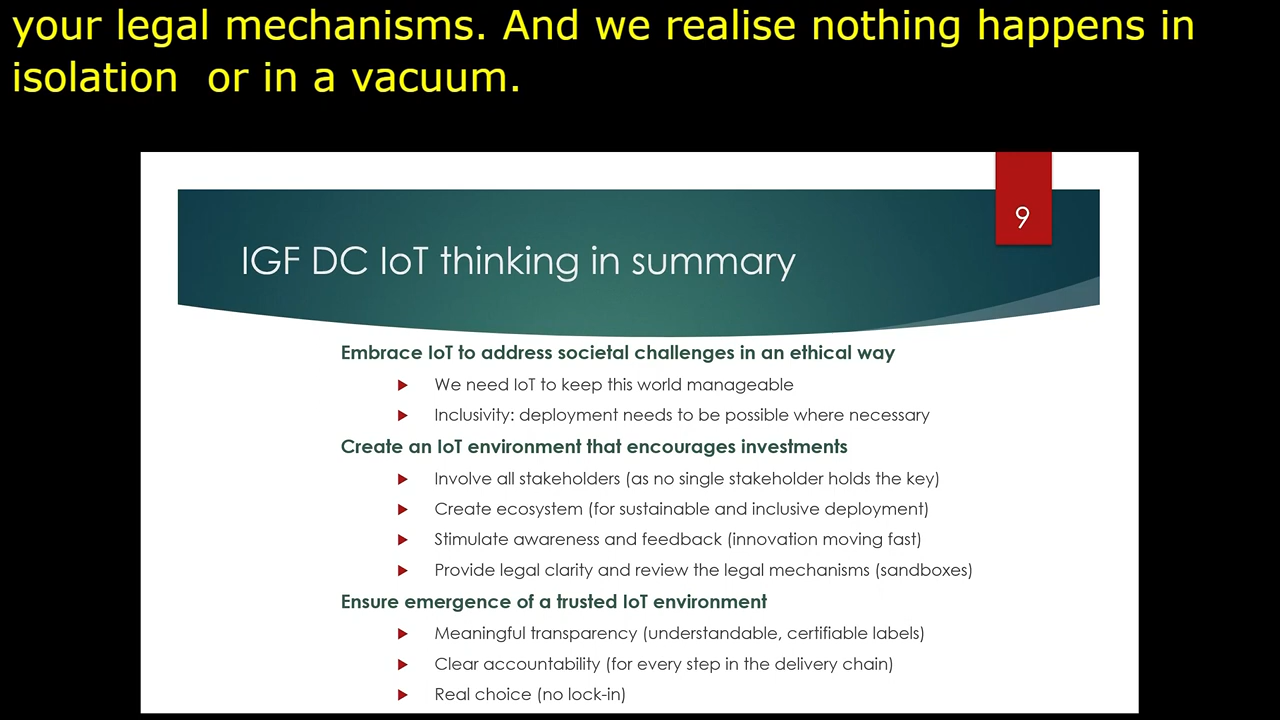 your legal mechanisms. And we realise nothing happens in
isolation  or in a vacuum.
9
IGF DC IoT thinking in summary
Embrace IoT to address societal challenges in an ethical way
We need IoT to keep this world manageable
Inclusivity: deployment needs to be possible where necessary
Create an IoT environment that encourages investments
Involve all stakeholders (as no single stakeholder holds the key)
Create ecosystem (for sustainable and inclusive deployment)
Stimulate awareness and feedback (innovation moving fast)
Provide legal clarity and review the legal mechanisms (sandboxes)
Ensure emergence of a trusted IoT environment
Meaningful transparency (understandable, certifiable labels)
Clear accountability (for every step in the delivery chain)
Real choice (no lock-in)